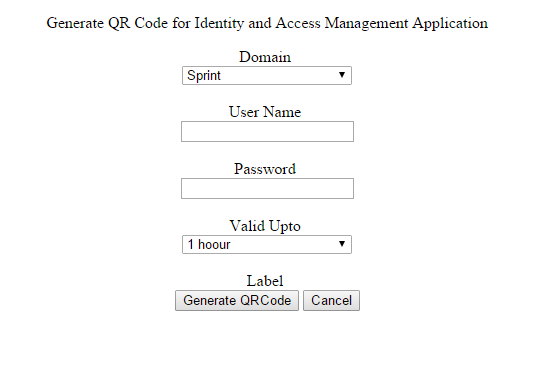 Generate QR Code for Identity and Access Management Application
Domain
Sprint
User Name
Password
Valid Upto
1 hoour
Label
Generate QRCode Cancel